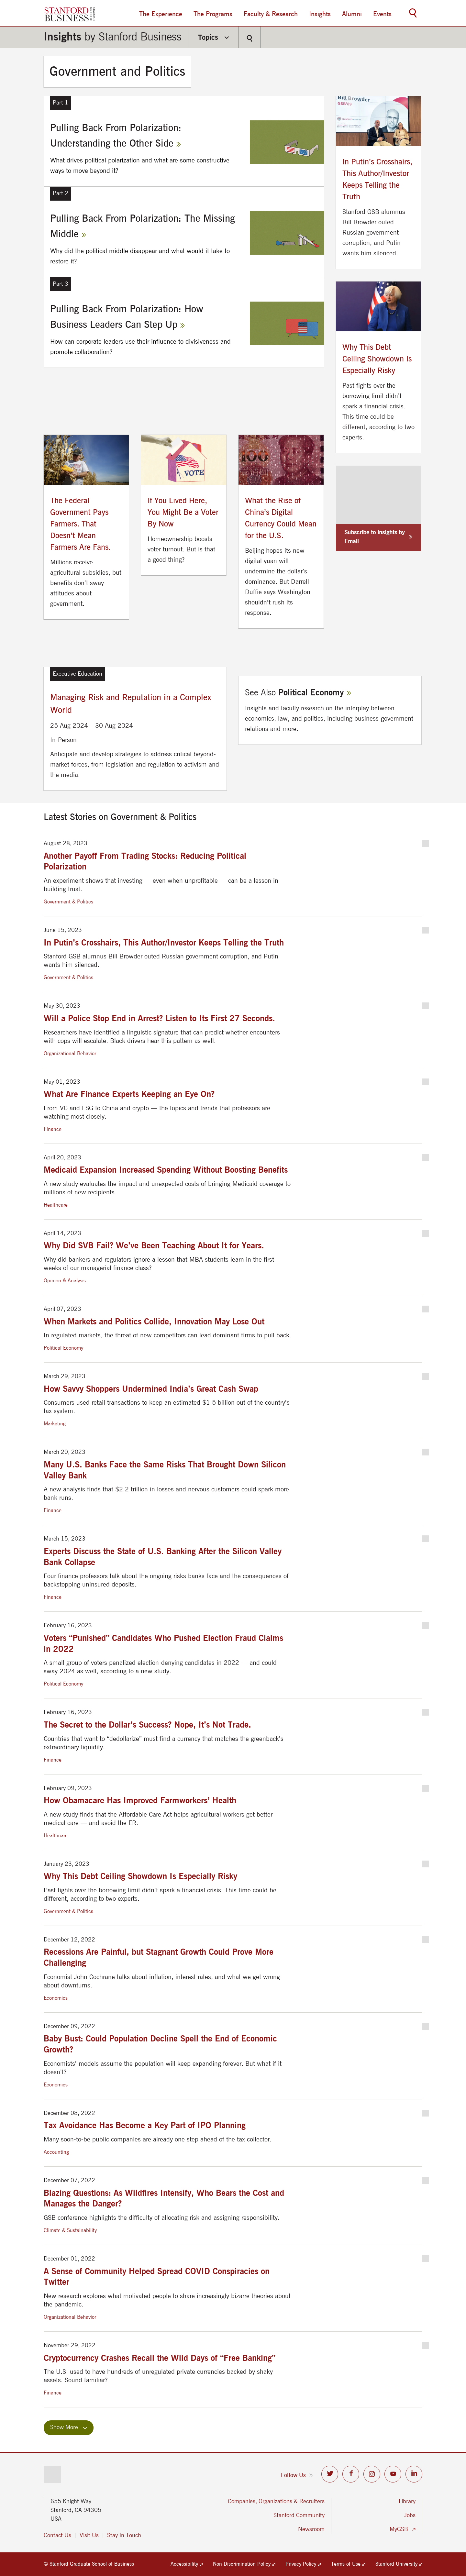 STANFORD
BUSINESS
The Experience
The Programs
Faculty & Research
Insights
Alumni
Events
Insights by Stanford Business
Topics
Government and Politics
Part 1
Pulling Back From Polarization:
Understanding the Other Side »
What drives political polarization and what are some constructive
ways to move beyond it?
Part 2
Pulling Back From Polarization: The Missing
Middle »
Why did the political middle disappear and what would it take to
restore it?
Part 3
Pulling Back From Polarization: How
Business Leaders Can Step Up »
How can corporate leaders use their influence to divisiveness and
promote collaboration?
In Putin's Crosshairs,
This Author/Investor
Keeps Telling the
Truth
Stanford GSB alumnus
Bill Browder outed
Russian government
corruption, and Putin
wants him silenced.
Why This Debt
Ceiling Showdown Is
Especially Risky
Past fights over the
borrowing limit didn't
spark a financial crisis.
This time could be
different, according to two
experts.
Subscribe to Insights by
Email
The Federal
Government Pays
Farmers. That
Doesn't Mean
Farmers Are Fans.
Millions receive
agricultural subsidies, but
benefits don't sway
attitudes about
government.
VOTE
If You Lived Here,
You Might Be a Voter
By Now
Homeownership boosts
voter turnout. But is that
a good thing?
What the Rise of
China's Digital
Currency Could Mean
for the U.S.
Beijing hopes its new
digital yuan will
undermine the dollar's
dominance. But Darrell
Duffie says Washington
shouldn't rush its
response.
Executive Education
Managing Risk and Reputation in a Complex
World
25 Aug 2024 – 30 Aug 2024
In-Person
Anticipate and develop strategies to address critical beyond-
market forces, from legislation and regulation to activism and
the media.
See Also Political Economy »
Insights and faculty research on the interplay between
economics, law, and politics, including business-government
relations and more.
Latest Stories on Government & Politics
August 28, 2023
Another Payoff From Trading Stocks: Reducing Political
Polarization
An experiment shows that investing — even when unprofitable — can be a lesson in
building trust.
Government & Politics
June 15, 2023
In Putin's Crosshairs, This Author/Investor Keeps Telling the Truth
Stanford GSB alumnus Bill Browder outed Russian government corruption, and Putin
wants him silenced.
Government & Politics
May 30, 2023
Will a Police Stop End in Arrest? Listen to Its First 27 Seconds.
Researchers have identified a linguistic signature that can predict whether encounters
with cops will escalate. Black drivers hear this pattern as well.
Organizational Behavior
May 01, 2023
What Are Finance Experts Keeping an Eye On?
From VC and ESG to China and crypto — the topics and trends that professors are
watching most closely.
Finance
April 20, 2023
Medicaid Expansion Increased Spending Without Boosting Benefits
A new study evaluates the impact and unexpected costs of bringing Medicaid coverage to
millions of new recipients.
Healthcare
April 14, 2023
Why Did SVB Fail? We've Been Teaching About It for Years.
Why did bankers and regulators ignore a lesson that MBA students learn in the first
weeks of our managerial finance class?
Opinion & Analysis
April 07, 2023
When Markets and Politics Collide, Innovation May Lose Out
In regulated markets, the threat of new competitors can lead dominant firms to pull back.
Political Economy
March 29, 2023
How Savvy Shoppers Undermined India's Great Cash Swap
Consumers used retail transactions to keep an estimated $1.5 billion out of the country's
tax system.
Marketing
March 20, 2023
Many U.S. Banks Face the Same Risks That Brought Down Silicon
Valley Bank
A new analysis finds that $2.2 trillion in losses and nervous customers could spark more
bank runs.
Finance
March 15, 2023
Experts Discuss the State of U.S. Banking After the Silicon Valley
Bank Collapse
Four finance professors talk about the ongoing risks banks face and the consequences of
backstopping uninsured deposits.
Finance
February 16, 2023
Voters “Punished” Candidates Who Pushed Election Fraud Claims
in 2022
A small group of voters penalized election-denying candidates in 2022 — and could
sway 2024 as well, according to a new study.
Political Economy
February 16, 2023
The Secret to the Dollar's Success? Nope, It's Not Trade.
Countries that want to “dedollarize” must find a currency that matches the greenback's
extraordinary liquidity.
Finance
February 09, 2023
How Obamacare Has Improved Farmworkers' Health
A new study finds that the Affordable Care Act helps agricultural workers get better
medical care — and avoid the ER.
Healthcare
January 23, 2023
Why This Debt Ceiling Showdown Is Especially Risky
Past fights over the borrowing limit didn't spark a financial crisis. This time could be
different, according to two experts.
Government & Politics
December 12, 2022
Recessions Are Painful, but Stagnant Growth Could Prove More
Challenging
Economist John Cochrane talks about inflation, interest rates, and what we get wrong
about downturns.
Economics
December 09, 2022
Baby Bust: Could Population Decline Spell the End of Economic
Growth?
Economists' models assume the population will keep expanding forever. But what if it
doesn't?
Economics
December 08, 2022
Tax Avoidance Has Become a Key Part of IPO Planning
Many soon-to-be public companies are already one step ahead of the tax collector.
Accounting
December 07, 2022
Blazing Questions: As Wildfires Intensify, Who Bears the Cost and
Manages the Danger?
GSB conference highlights the difficulty of allocating risk and assigning responsibility.
Climate & Sustainability
December 01, 2022
A Sense of Community Helped Spread COVID Conspiracies on
Twitter
New research explores what motivated people to share increasingly bizarre theories about
the pandemic.
Organizational Behavior
November 29, 2022
Cryptocurrency Crashes Recall the Wild Days of “Free Banking”
The U.S. used to have hundreds of unregulated private currencies backed by shaky
assets. Sound familiar?
Finance
Show More
Follow Us
655 Knight Way
Stanford, CA 94305
USA
Contact Us
Visit Us
Stay In Touch
Companies, Organizations & Recruiters
Stanford Community
Newsroom
Library
Jobs
MyGSB
© Stanford Graduate School of Business
Accessibility
Non-Discrimination Policy
Privacy Policy
Terms of Use
Stanford University